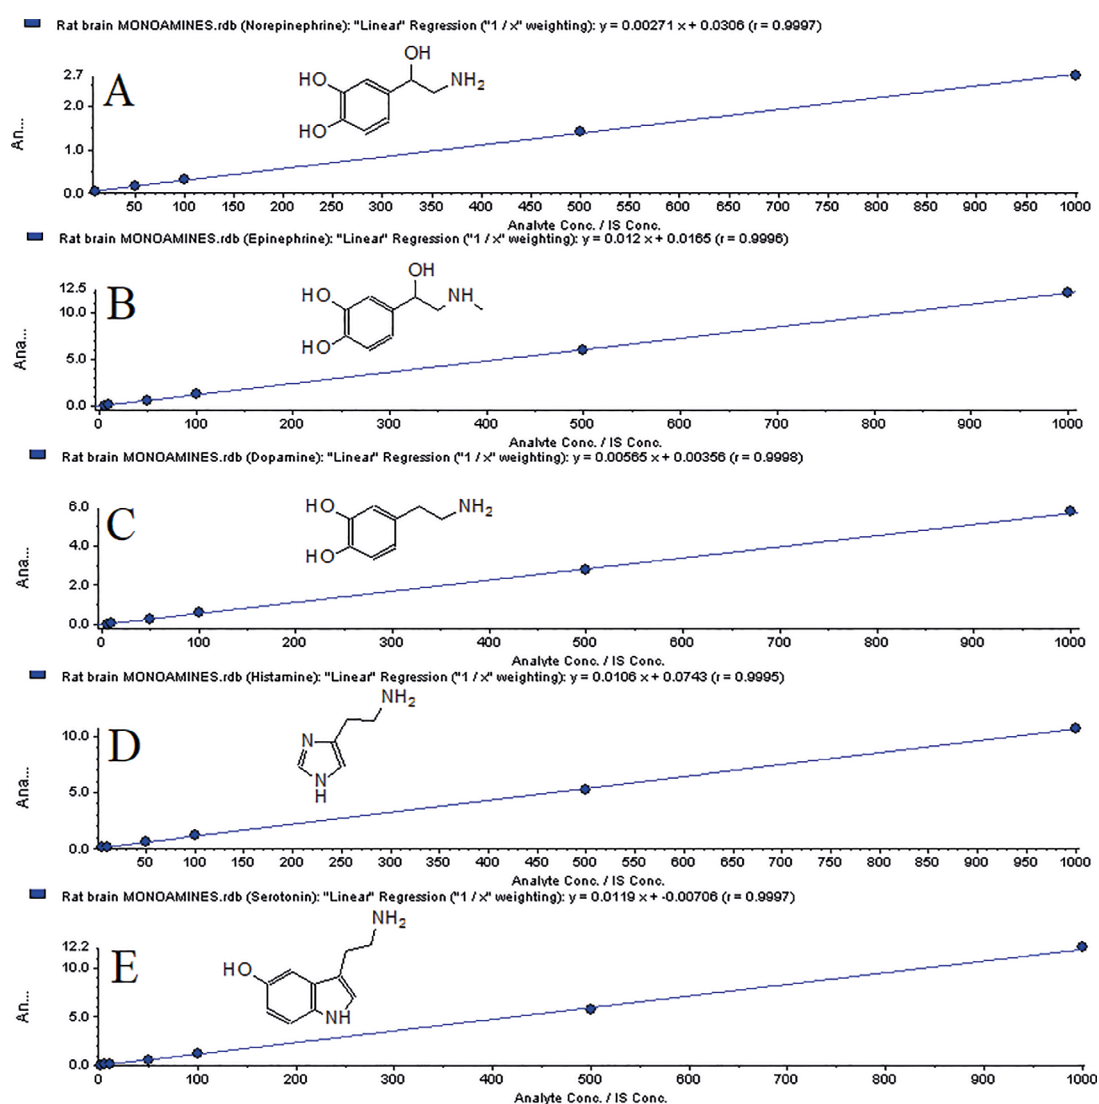 Rat brain MONOAMINES.rdb (Norepinephrine): "Linear" Regression ("1 / x" weighting): y = 0.00271 x + 0.0306 (r = 0.9997)
A
OH
HO
NH2
HO
An...
2.7
2.0
1.0
0.0
50 100 150 200 250 300 350 400 450 500 550 600 650 700 750 800 850 900 950 1000
Analyte Conc. / IS Conc.
Rat brain MONOAMINES.rdb (Epinephrine): "Linear" Regression ("1 / x" weighting): y = 0.012 x + 0.0165 (r = 0.9996)
B
OH
HO
NH
HO
Ana...
12.5
10.0
5.0
0.0
0 100 200 300 400 500 600 700 800 900 1000
Analyte Conc. / IS Conc.
Rat brain MONOAMINES.rdb (Dopamine): "Linear" Regression ("1 / x" weighting): y = 0.00565 x + 0.00356 (r = 0.9998)
C
HO
NH2
HO
Ana...
6.0
4.0
2.0
0.0
0 100 200 300 400 500 600 700 800 900 1000
Analyte Conc. / IS Conc.
Rat brain MONOAMINES.rdb (Histamine): "Linear" Regression ("1 / x" weighting): y = 0.0106 x + 0.0743 (r = 0.9995)
D
NH2
N
N
H
Ana...
10.0
5.0
0.0
50 100 150 200 250 300 350 400 450 500 550 600 650 700 750 800 850 900 950 1000
Analyte Conc. / IS Conc.
Rat brain MONOAMINES.rdb (Serotonin): "Linear" Regression ("1 / x" weighting): y = 0.0119 x + -0.00706 (r = 0.9997)
E
NH2
HO
NH
An...
12.2
10.0
5.0
0.0
0 100 200 300 400 500 600 700 800 900 1000
Analyte Conc. / IS Conc.